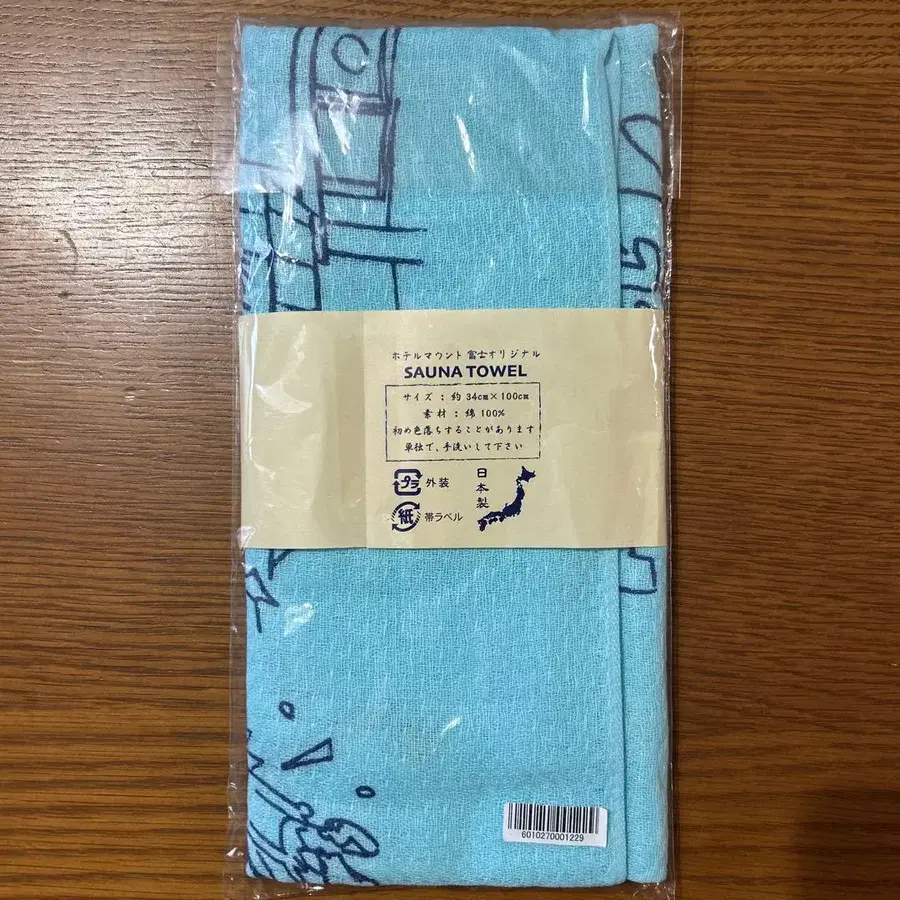 ホテルマウント富士オリジナル
SAUNA TOWEL
サイズ：約34cm×100cm
素材：綿100%
初め色落ちすることがあります
単独で、手洗いして下さい
プラ 外装
紙 帯ラベル
日本製
6010270001229